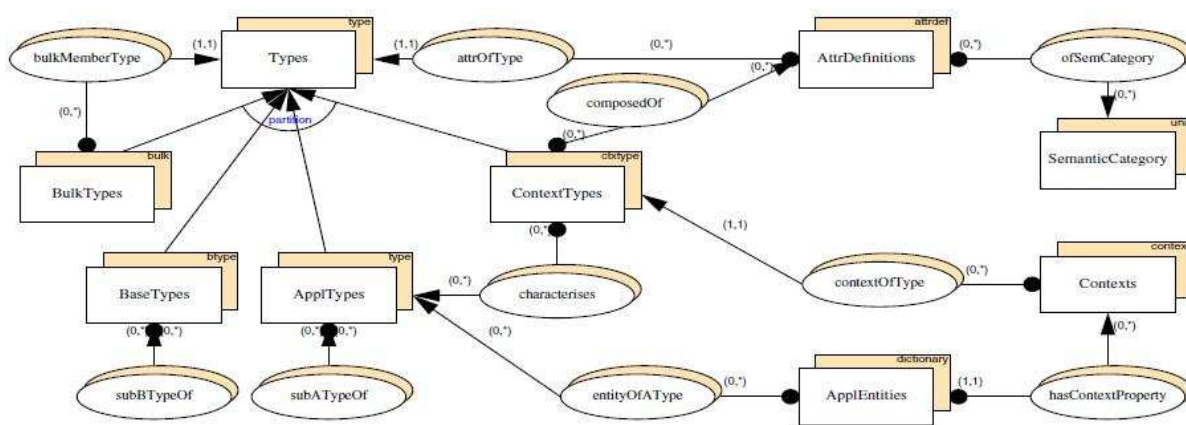 type
attrdef
bulkMemberType
(1,1)
Types
(1,1)
attrOfType
(0,*)
AttrDefinitions
(0,*)
ofSemCategory
(0,*)
composedOf
(0,*)
(0,*)
partition
(0,*)
bulk
ctxtype
BulkTypes
ContextTypes
SemanticCategory
(0,*)
(1,1)
btype
type
contex
BaseTypes
ApplTypes
(0,*)
characterises
contextOfType
(0,*)
Contexts
(0,*)
(0,*)
(0,*)
(0,*)
(0,*)
(0,*)
dictionary
subBTypeOf
subATypeOf
entityOfAType
(0,*)
ApplEntities
(1,1)
hasContextProperty